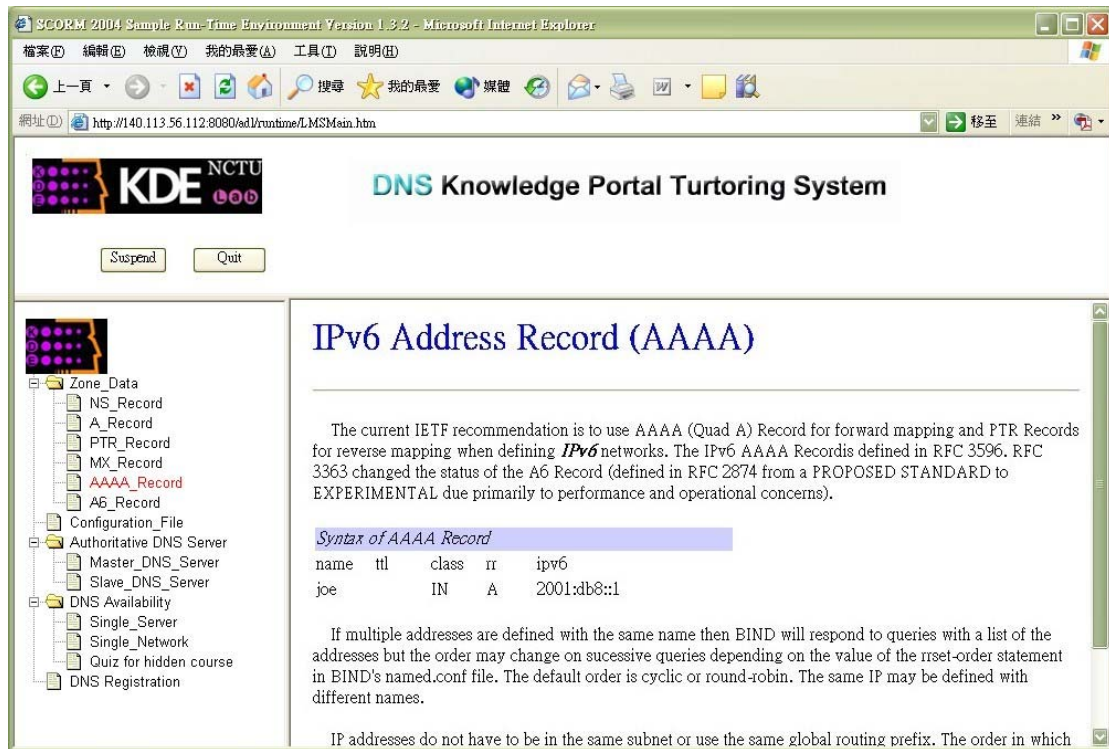 SCORM 2004 Sample Run-Time Environment Version 1.3.2 - Microsoft Internet Explorer
檔案(F) 編輯(E) 檢視(V) 我的最愛(A) 工具(T) 說明(H)
上一頁 搜尋 我的最愛 媒體
網址(D) http://140.113.56.112:8080/adl/runtime/LMSMain.htm 移至 連結 »
KDE NCTU Lab
DNS Knowledge Portal Turtoring System
Suspend Quit
KDE
Zone_Data
NS_Record
A_Record
PTR_Record
MX_Record
AAAA_Record
A6_Record
Configuration_File
Authoritative DNS Server
Master_DNS_Server
Slave_DNS_Server
DNS Availability
Single_Server
Single_Network
Quiz for hidden course
DNS Registration
IPv6 Address Record (AAAA)
The current IETF recommendation is to use AAAA (Quad A) Record for forward mapping and PTR Records
for reverse mapping when defining IPv6 networks. The IPv6 AAAA Recordis defined in RFC 3596. RFC
3363 changed the status of the A6 Record (defined in RFC 2874 from a PROPOSED STANDARD to
EXPERIMENTAL due primarily to performance and operational concerns).
Syntax of AAAA Record
name ttl class rr ipv6
joe IN A 2001:db8::1
If multiple addresses are defined with the same name then BIND will respond to queries with a list of the
addresses but the order may change on sucessive queries depending on the value of the rrset-order statement
in BIND's named.conf file. The default order is cyclic or round-robin. The same IP may be defined with
different names.
IP addresses do not have to be in the same subnet or use the same global routing prefix. The order in which